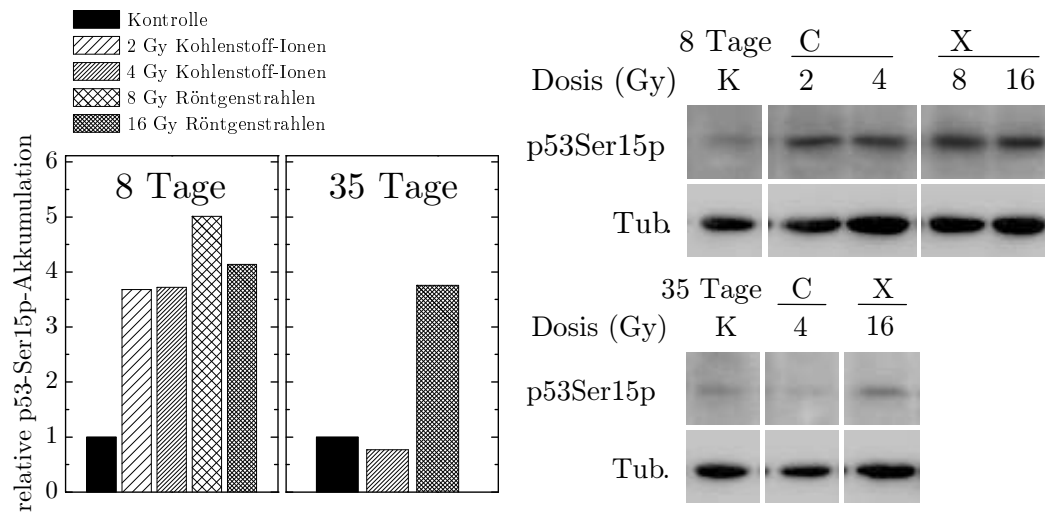 Kontrolle
2 Gy Kohlenstoff-Ionen
4 Gy Kohlenstoff-Ionen
8 Gy Röntgenstrahlen
16 Gy Röntgenstrahlen
relative p53-Ser15p-Akkumulation
6
5
4
3
2
1
0
8 Tage
35 Tage
8 Tage C X
Dosis (Gy) K 2 4 8 16
p53Ser15p
Tub.
35 Tage C X
Dosis (Gy) K 4 16
p53Ser15p
Tub.